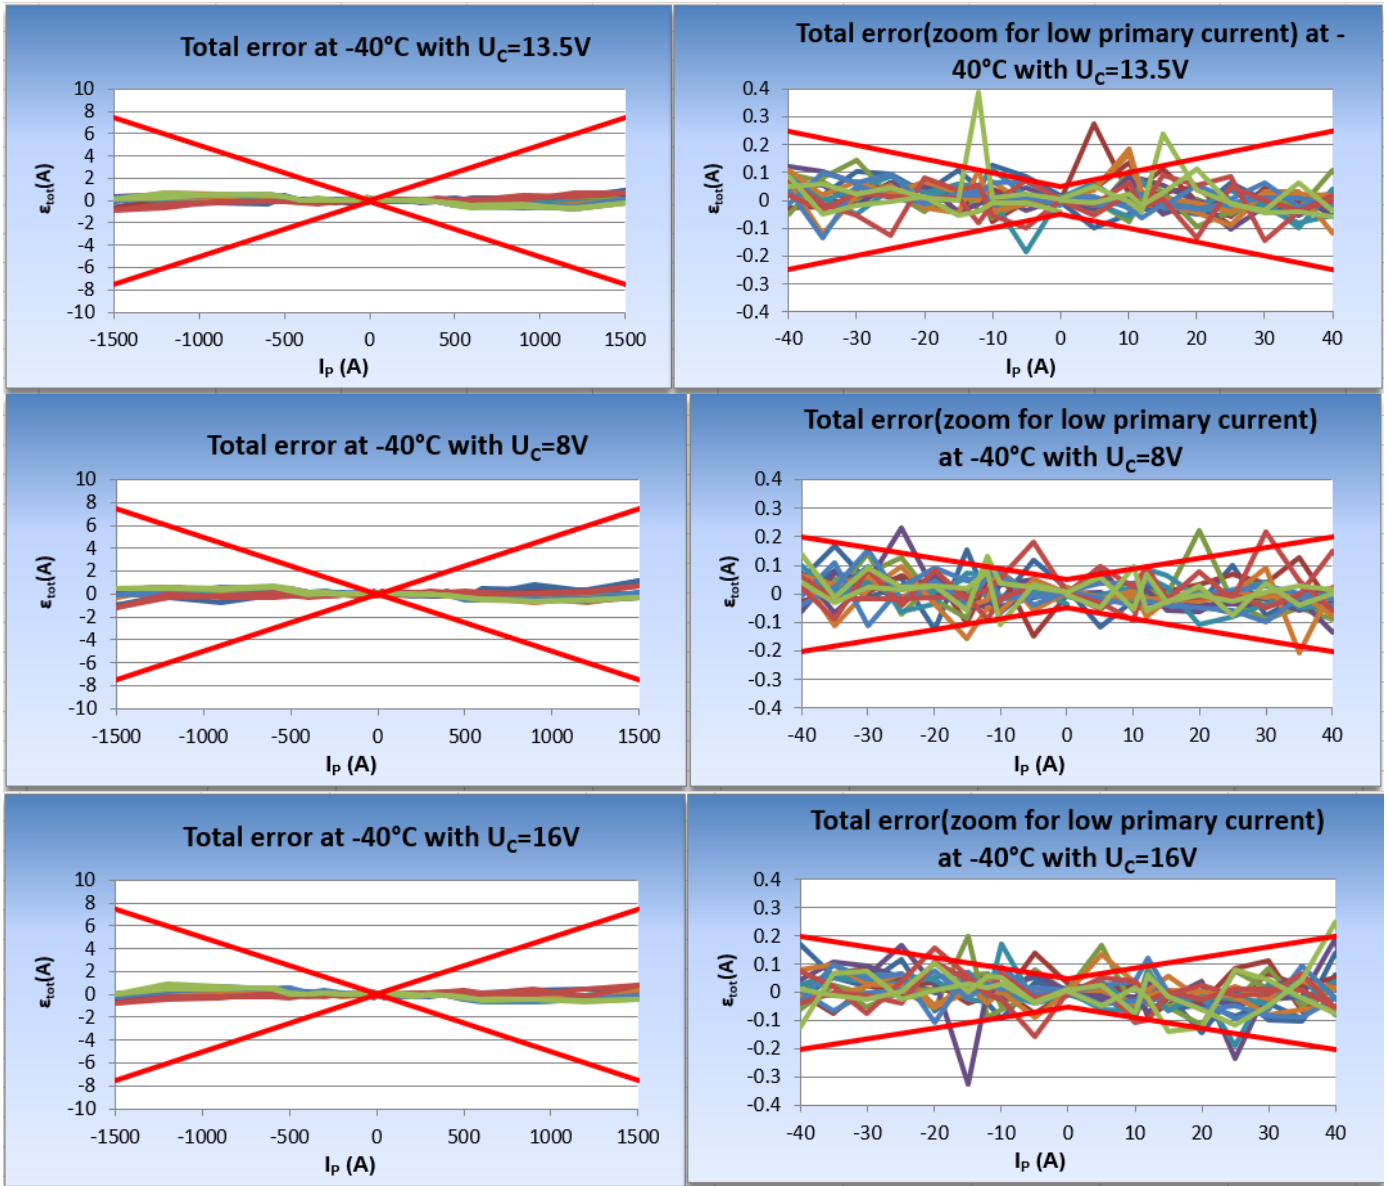 Total error at -40°C with UC=13.5V
10
8
6
4
2
0
-2
-4
-6
-8
-10
εtot(A)
-1500 -1000 -500 0 500 1000 1500
IP (A)
Total error(zoom for low primary current) at -
40°C with UC=13.5V
0.4
0.3
0.2
0.1
0
-0.1
-0.2
-0.3
-0.4
εtot(A)
-40 -30 -20 -10 0 10 20 30 40
IP (A)
Total error at -40°C with UC=8V
10
8
6
4
2
0
-2
-4
-6
-8
-10
εtot(A)
-1500 -1000 -500 0 500 1000 1500
IP (A)
Total error(zoom for low primary current)
at -40°C with UC=8V
0.4
0.3
0.2
0.1
0
-0.1
-0.2
-0.3
-0.4
εtot(A)
-40 -30 -20 -10 0 10 20 30 40
IP (A)
Total error at -40°C with UC=16V
10
8
6
4
2
0
-2
-4
-6
-8
-10
εtot(A)
-1500 -1000 -500 0 500 1000 1500
IP (A)
Total error(zoom for low primary current)
at -40°C with UC=16V
0.4
0.3
0.2
0.1
0
-0.1
-0.2
-0.3
-0.4
εtot(A)
-40 -30 -20 -10 0 10 20 30 40
IP (A)